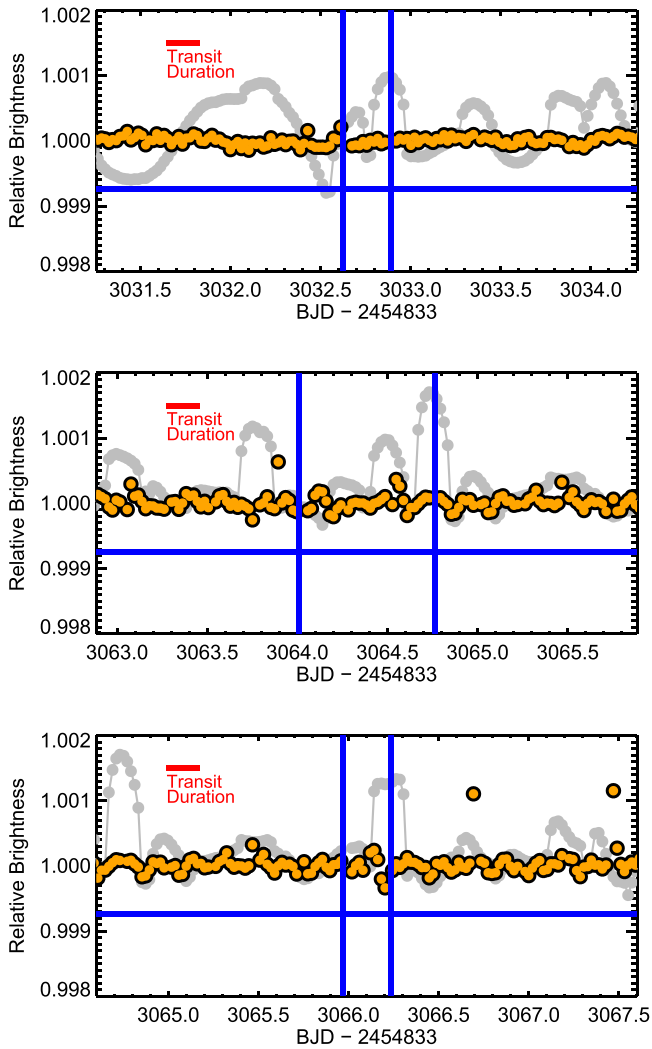 1.002
1.001
1.000
0.999
0.998
Relative Brightness
Transit
Duration
3031.5 3032.0 3032.5 3033.0 3033.5 3034.0
BJD − 2454833
1.002
1.001
1.000
0.999
0.998
Relative Brightness
Transit
Duration
3063.0 3063.5 3064.0 3064.5 3065.0 3065.5
BJD − 2454833
1.002
1.001
1.000
0.999
0.998
Relative Brightness
Transit
Duration
3065.0 3065.5 3066.0 3066.5 3067.0 3067.5
BJD − 2454833